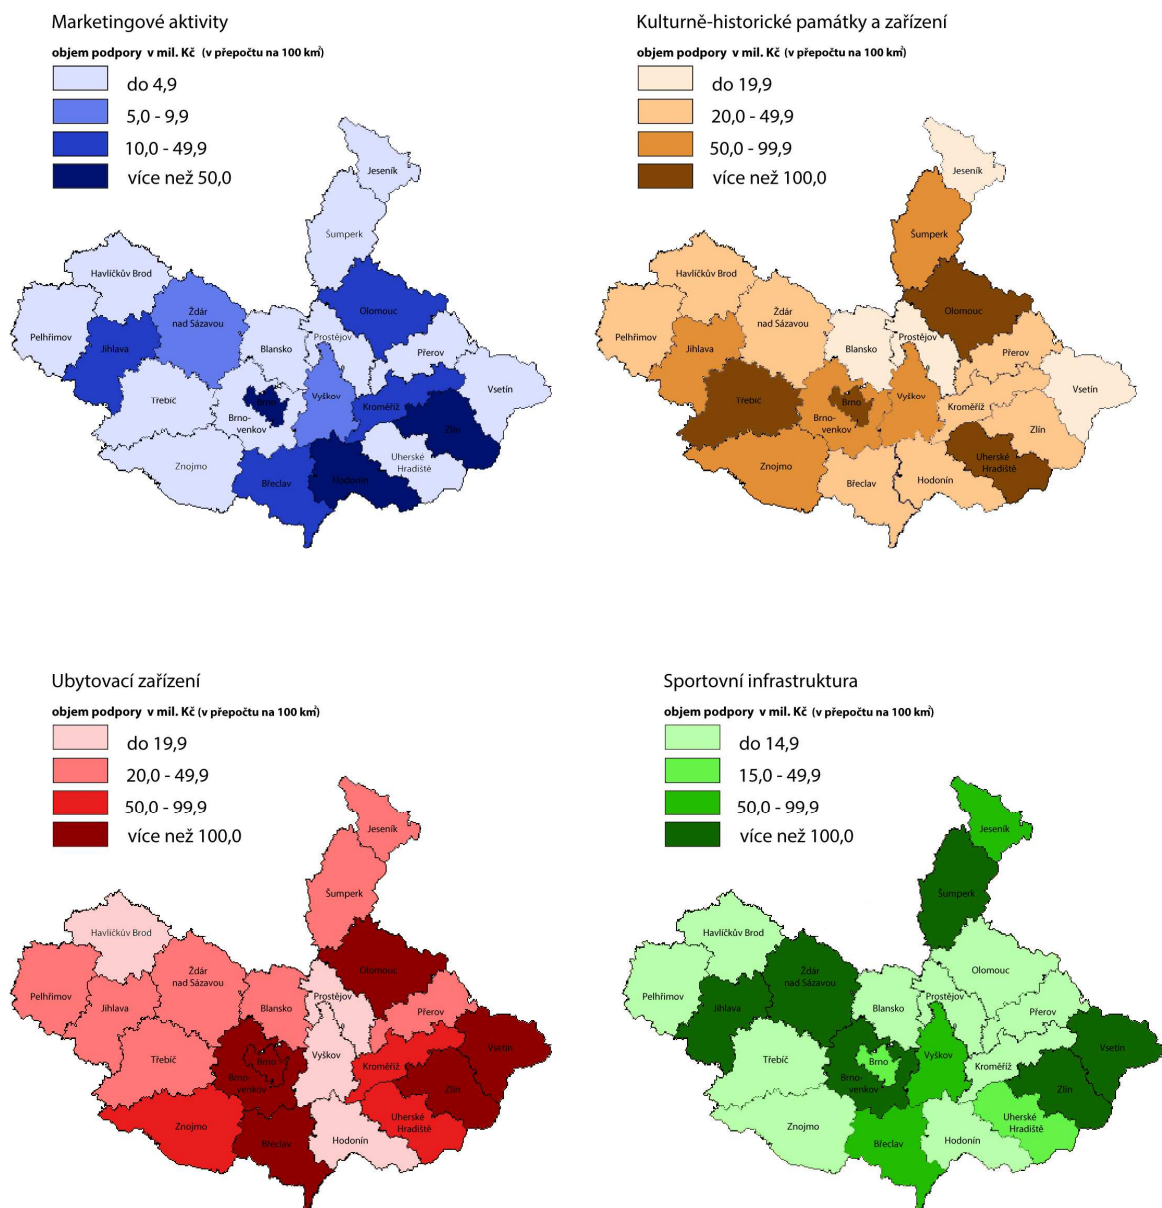 Marketingové aktivity
objem podpory v mil. Kč (v přepočtu na 100 km²)
do 4,9
5,0 - 9,9
10,0 - 49,9
více než 50,0
Jeseník
Šumperk
Havlíčkův Brod
Olomouc
Ždár
nad Sázavou
Pelhřimov
Prostějov
Jihlava
Blansko
Přerov
Vsetín
Třebíč
Vyškov
Brno
Kroměříž
Brno-
venkov
Zlín
Uherské
Hradiště
Znojmo
Břeclav
Hodonín
Kulturně-historické památky a zařízení
objem podpory v mil. Kč (v přepočtu na 100 km²)
do 19,9
20,0 - 49,9
50,0 - 99,9
více než 100,0
Jeseník
Šumperk
Havlíčkův Brod
Olomouc
Ždár
nad Sázavou
Pelhřimov
Prostějov
Jihlava
Blansko
Přerov
Vsetín
Třebíč
Vyškov
Brno
Kroměříž
Brno-
venkov
Zlín
Uherské
Hradiště
Znojmo
Břeclav
Hodonín
Ubytovací zařízení
objem podpory v mil. Kč (v přepočtu na 100 km²)
do 19,9
20,0 - 49,9
50,0 - 99,9
více než 100,0
Jeseník
Šumperk
Havlíčkův Brod
Olomouc
Ždár
nad Sázavou
Pelhřimov
Prostějov
Jihlava
Blansko
Přerov
Vsetín
Třebíč
Vyškov
Brno
Kroměříž
Brno-
venkov
Zlín
Uherské
Hradiště
Znojmo
Břeclav
Hodonín
Sportovní infrastruktura
objem podpory v mil. Kč (v přepočtu na 100 km²)
do 14,9
15,0 - 49,9
50,0 - 99,9
více než 100,0
Jeseník
Šumperk
Havlíčkův Brod
Olomouc
Ždár
nad Sázavou
Pelhřimov
Prostějov
Jihlava
Blansko
Přerov
Vsetín
Třebíč
Vyškov
Brno
Kroměříž
Brno-
venkov
Zlín
Uherské
Hradiště
Znojmo
Břeclav
Hodonín